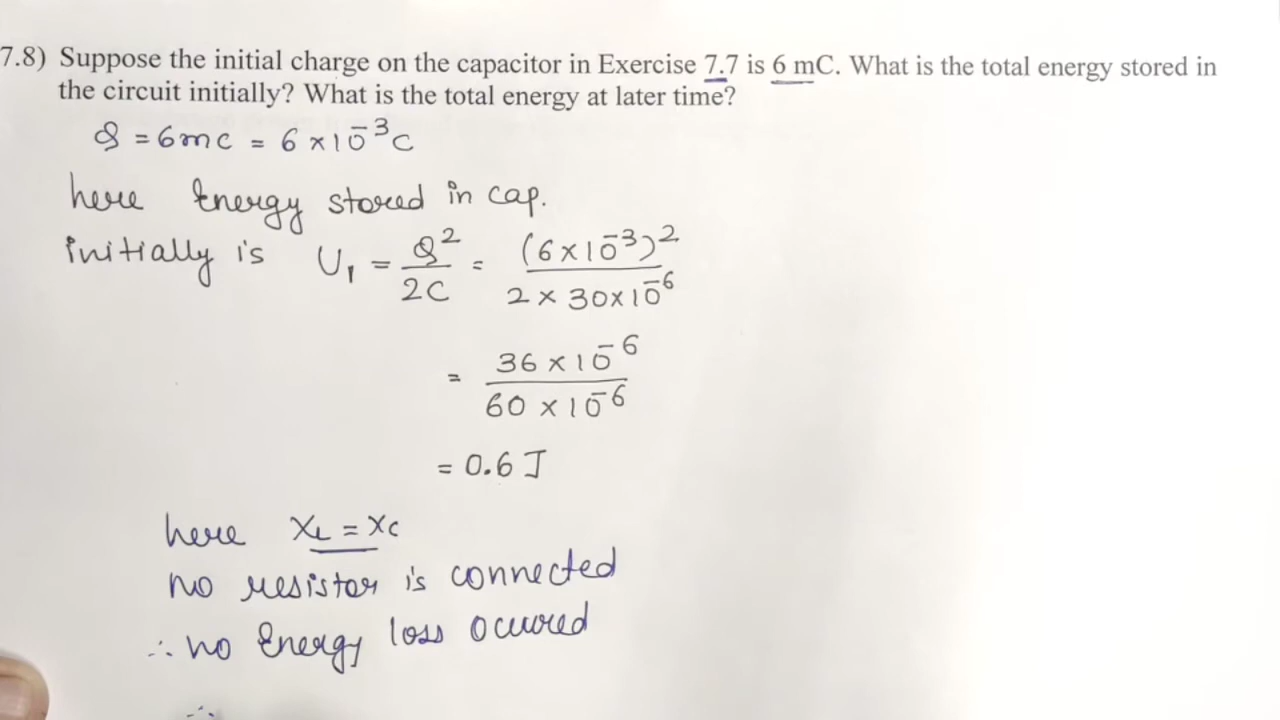 7.8) Suppose the initial charge on the capacitor in Exercise 7.7 is 6 mC. What is the total energy stored in
the circuit initially? What is the total energy at later time?
Q = 6mc = 6 × 10⁻³ C
here Energy stored in cap.
initially is U₁ = Q²/2C = (6×10⁻³)²/2 × 30×10⁻⁶
= 36 × 10⁻⁶/60 × 10⁻⁶
= 0.6 J
here X_L = X_C
no resistor is connected
∴ no Energy loss ocurred
∴